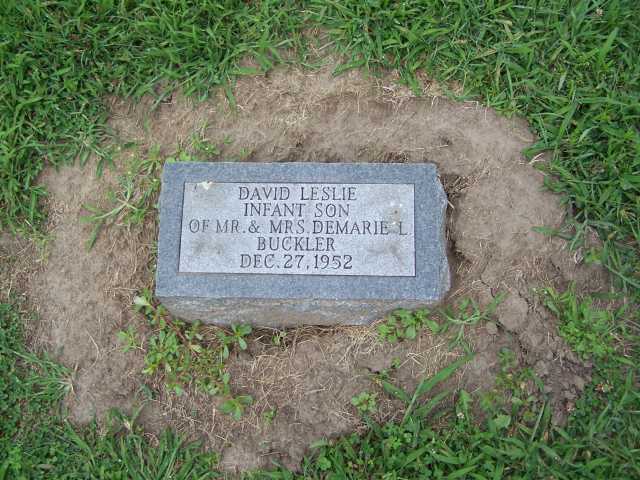 DAVID LESLIE
INFANT SON
OF MR. & MRS. DEMARIE L.
BUCKLER
DEC. 27, 1952